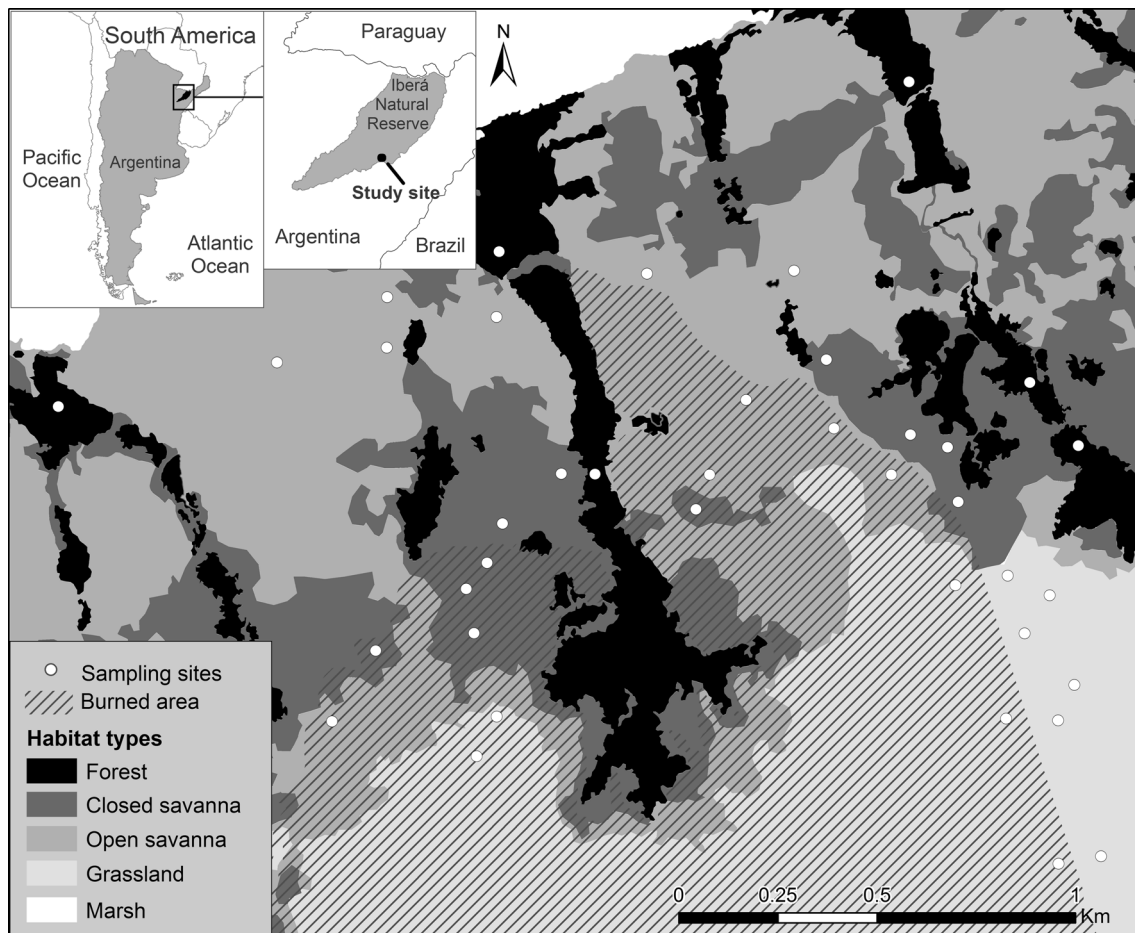 South America
Pacific
Ocean
Argentina
Atlantic
Ocean
Paraguay
Iberá
Natural
Reserve
Study site
Argentina
Brazil
N
Sampling sites
Burned area
Habitat types
Forest
Closed savanna
Open savanna
Grassland
Marsh
0 0.25 0.5 1
Km